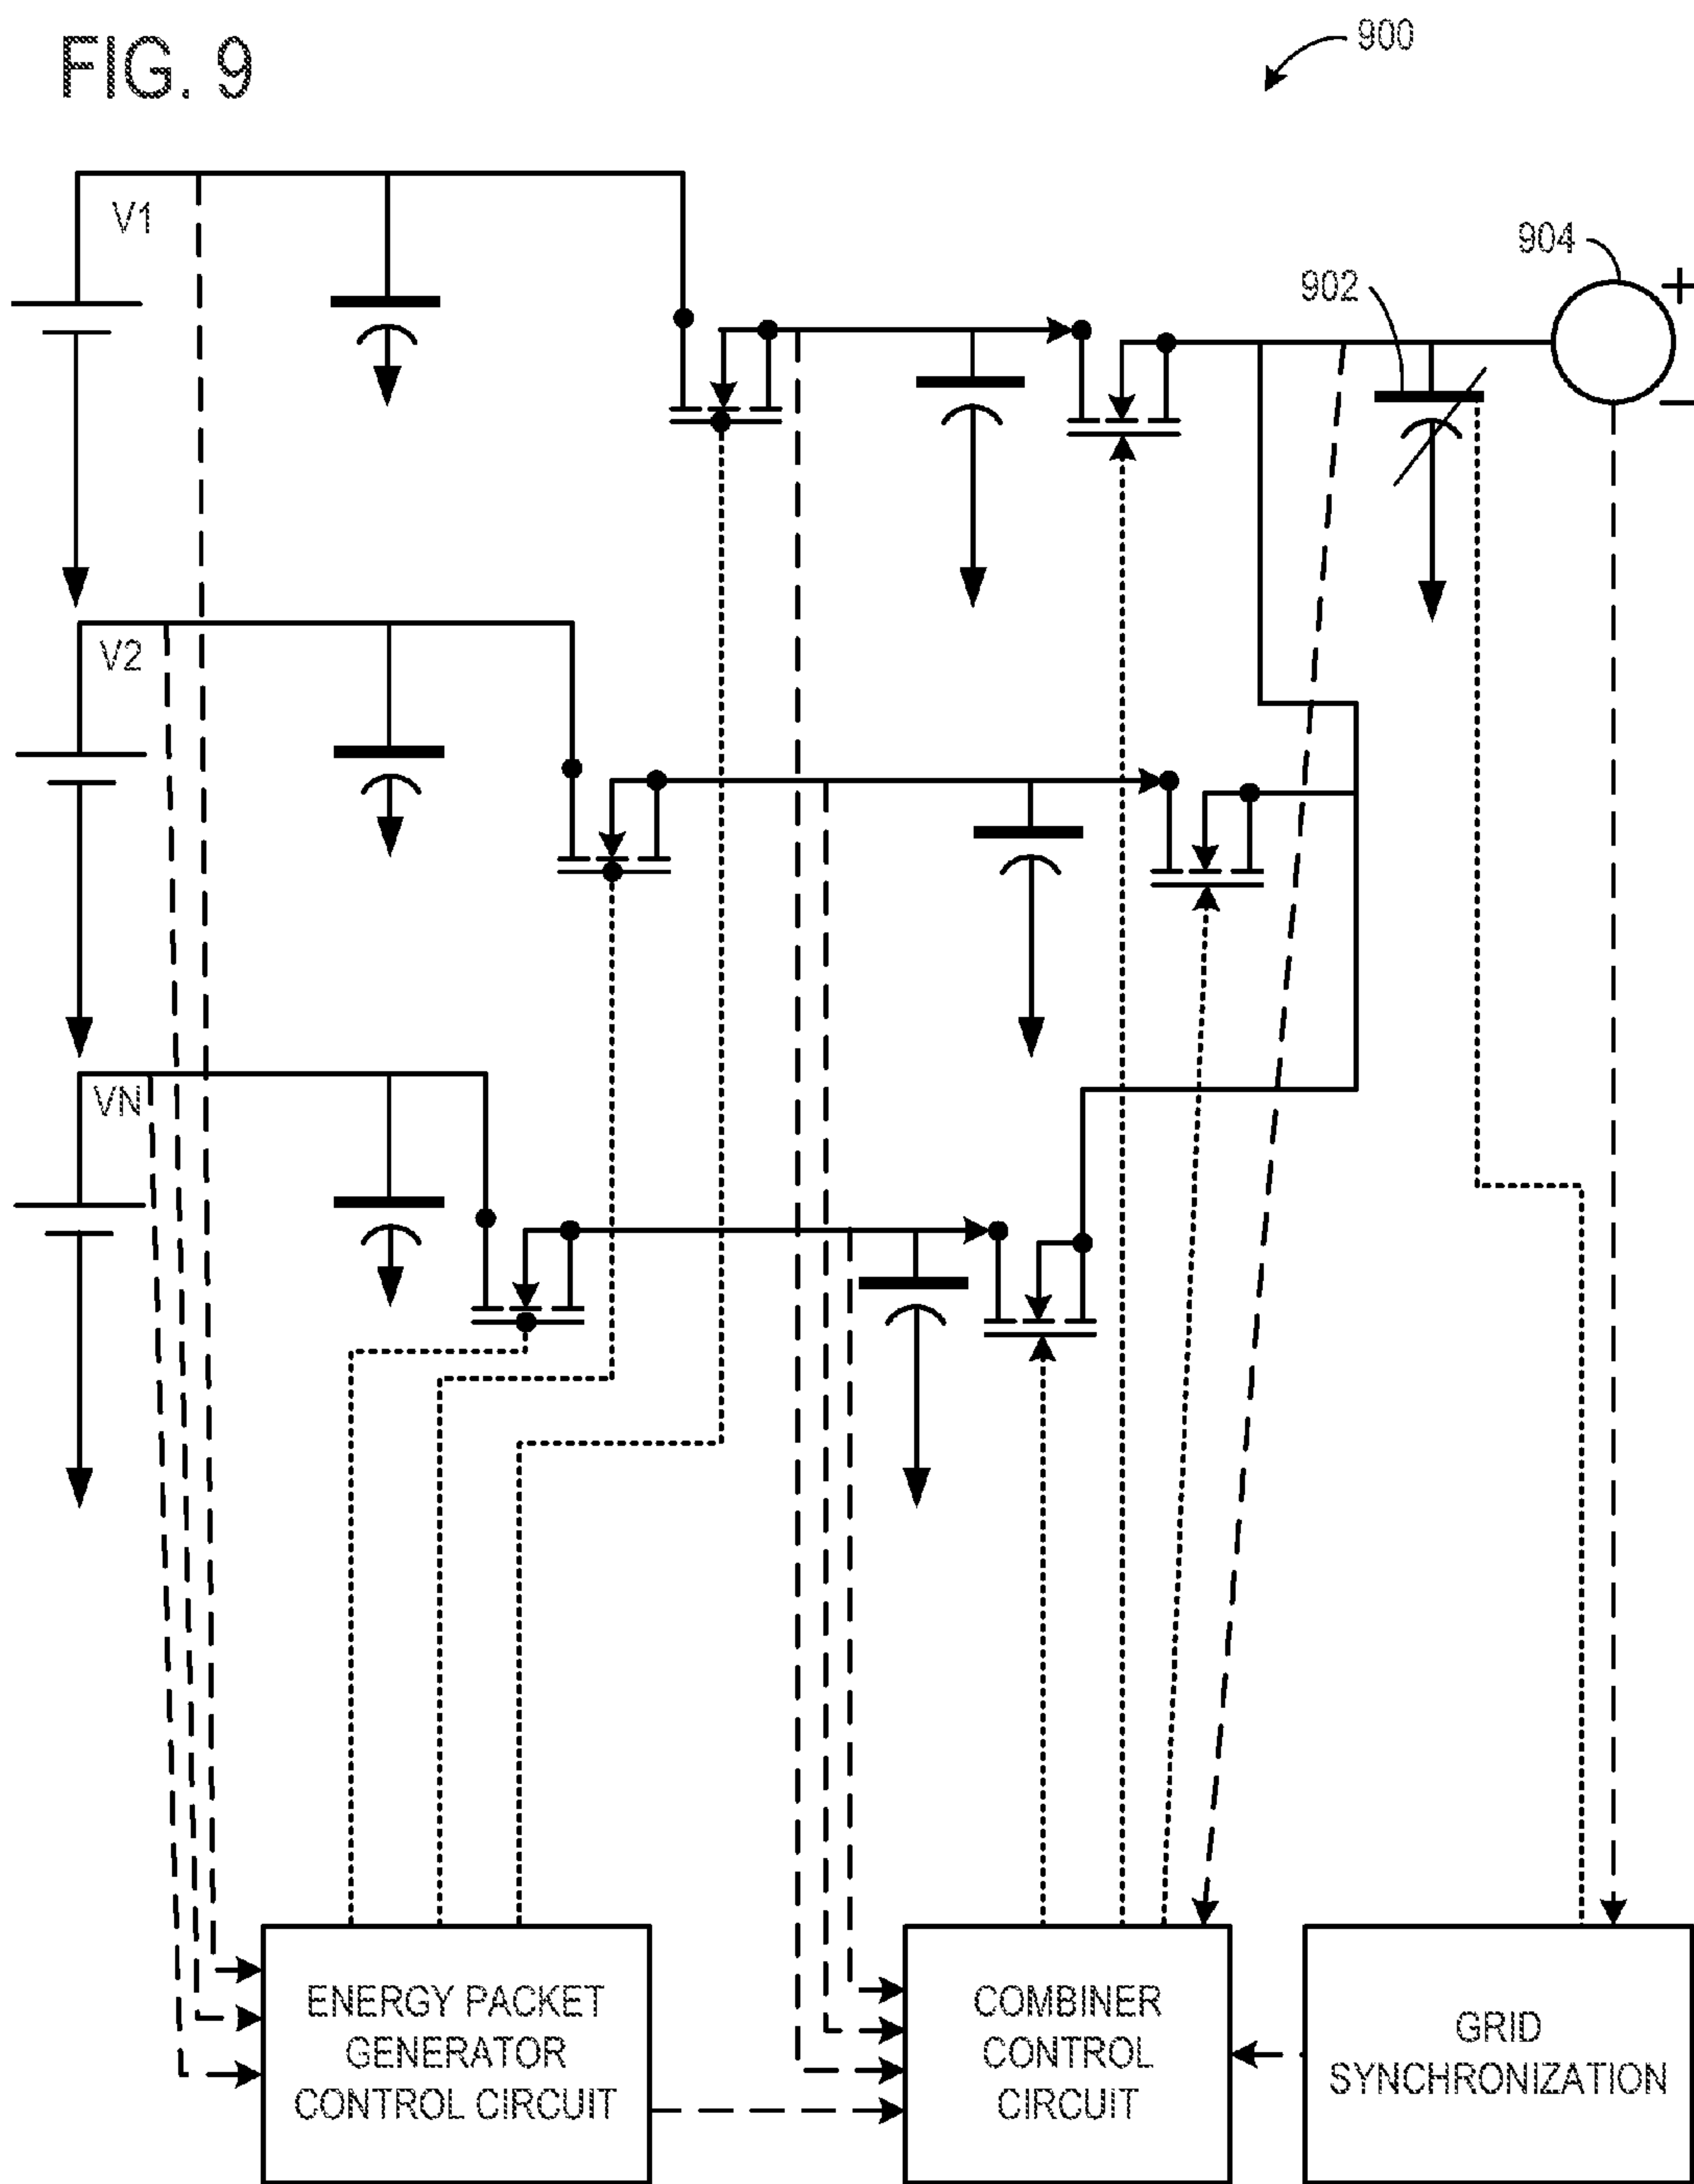 FIG. 9
900
V1
904
902
+
−
V2
VN
ENERGY PACKET
GENERATOR
CONTROL CIRCUIT
COMBINER
CONTROL
CIRCUIT
GRID
SYNCHRONIZATION